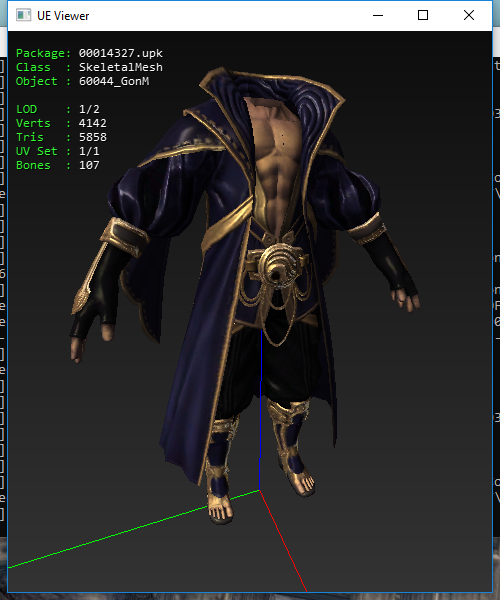 UE Viewer
Package: 00014327.upk
Class : SkeletalMesh
Object : 60044_GonM
LOD : 1/2
Verts : 4142
Tris : 5858
UV Set : 1/1
Bones : 107